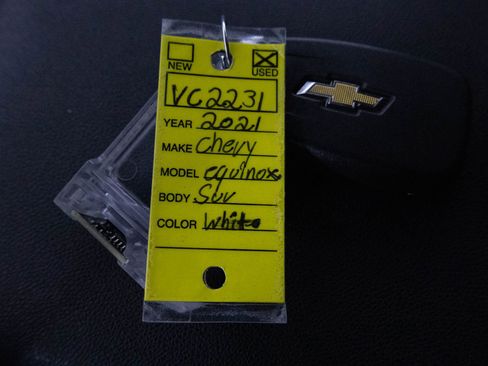 NEW USED
VC2231
YEAR 2021
MAKE Chevy
MODEL equinox
BODY Suv
COLOR White